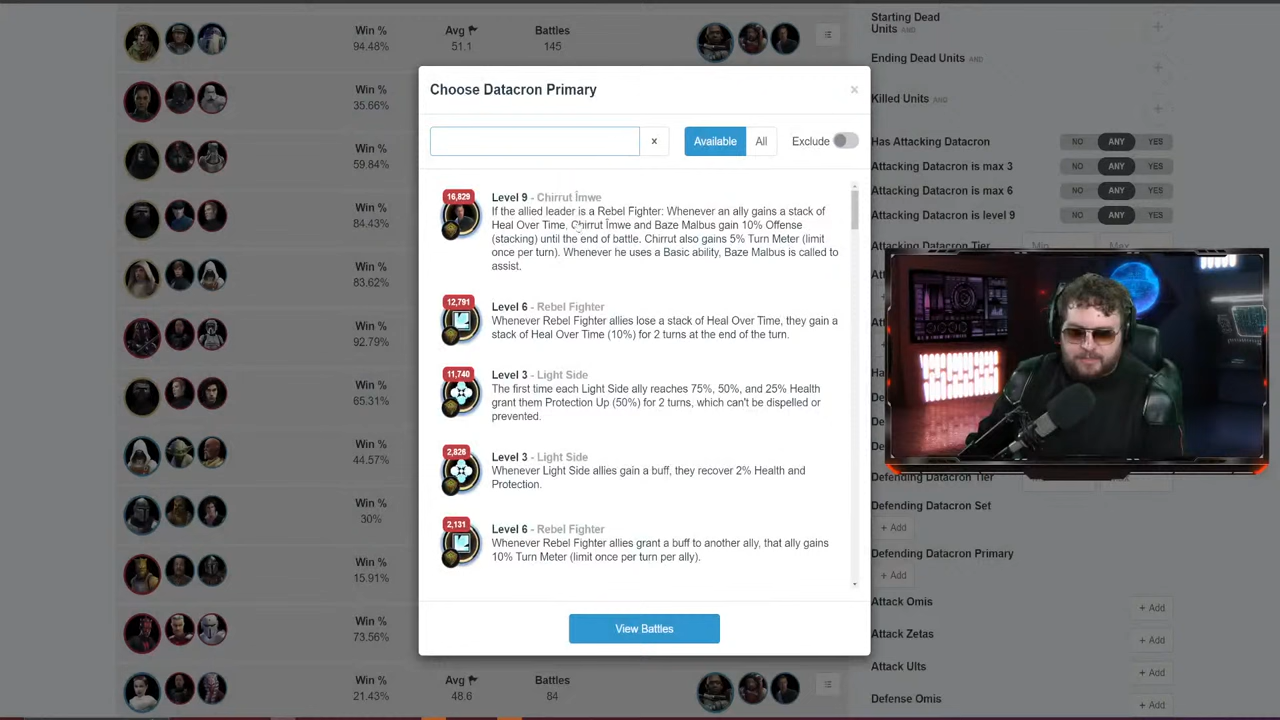 Win % Avg Battles
94.48% 51.1 145
Win %
35.66%
Win %
59.84%
Win %
84.43%
Win %
83.62%
Win %
92.79%
Win %
65.31%
Win %
44.57%
Win %
30%
Win %
15.91%
Win %
73.56%
Win % Avg Battles
21.43% 48.6 84
Choose Datacron Primary
×
× Available All Exclude
16,829
Level 9 - Chirrut Îmwe
If the allied leader is a Rebel Fighter: Whenever an ally gains a stack of
Heal Over Time, Chirrut Îmwe and Baze Malbus gain 10% Offense
(stacking) until the end of battle. Chirrut also gains 5% Turn Meter (limit
once per turn). Whenever he uses a Basic ability, Baze Malbus is called to
assist.
12,791
Level 6 - Rebel Fighter
Whenever Rebel Fighter allies lose a stack of Heal Over Time, they gain a
stack of Heal Over Time (10%) for 2 turns at the end of the turn.
11,740
Level 3 - Light Side
The first time each Light Side ally reaches 75%, 50%, and 25% Health
grant them Protection Up (50%) for 2 turns, which can't be dispelled or
prevented.
2,826
Level 3 - Light Side
Whenever Light Side allies gain a buff, they recover 2% Health and
Protection.
2,131
Level 6 - Rebel Fighter
Whenever Rebel Fighter allies grant a buff to another ally, that ally gains
10% Turn Meter (limit once per turn per ally).
View Battles
Starting Dead
Units AND
+
Ending Dead Units AND
+
Killed Units AND
+
Has Attacking Datacron NO ANY YES
Attacking Datacron is max 3 NO ANY YES
Attacking Datacron is max 6 NO ANY YES
Attacking Datacron is level 9 NO ANY YES
Attacking Datacron Tier Min Max
Defending Datacron Tier
Defending Datacron Set
+ Add
Defending Datacron Primary
+ Add
Attack Omis + Add
Attack Zetas + Add
Attack Ults + Add
Defense Omis + Add